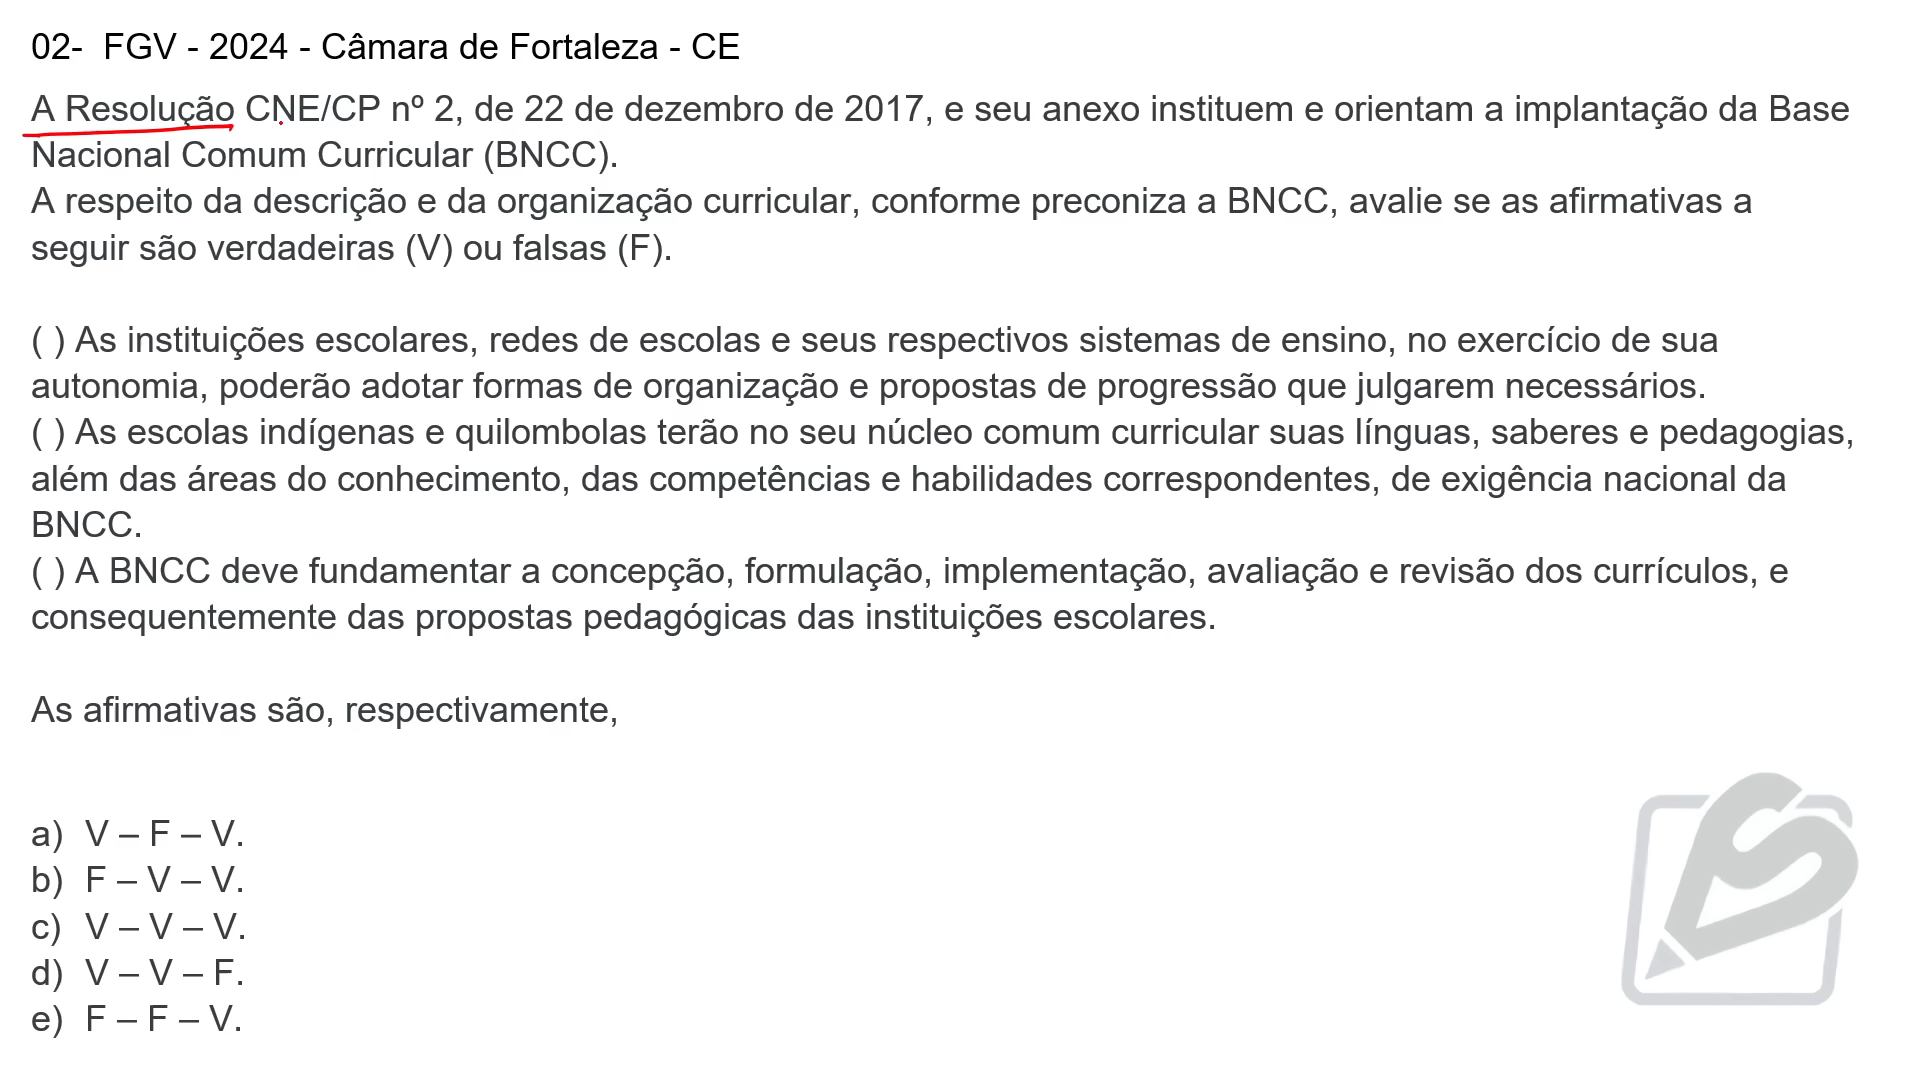 02- FGV - 2024 - Câmara de Fortaleza - CE
A Resolução CNE/CP nº 2, de 22 de dezembro de 2017, e seu anexo instituem e orientam a implantação da Base
Nacional Comum Curricular (BNCC).
A respeito da descrição e da organização curricular, conforme preconiza a BNCC, avalie se as afirmativas a
seguir são verdadeiras (V) ou falsas (F).
( ) As instituições escolares, redes de escolas e seus respectivos sistemas de ensino, no exercício de sua
autonomia, poderão adotar formas de organização e propostas de progressão que julgarem necessários.
( ) As escolas indígenas e quilombolas terão no seu núcleo comum curricular suas línguas, saberes e pedagogias,
além das áreas do conhecimento, das competências e habilidades correspondentes, de exigência nacional da
BNCC.
( ) A BNCC deve fundamentar a concepção, formulação, implementação, avaliação e revisão dos currículos, e
consequentemente das propostas pedagógicas das instituições escolares.
As afirmativas são, respectivamente,
a) V – F – V.
b) F – V – V.
c) V – V – V.
d) V – V – F.
e) F – F – V.